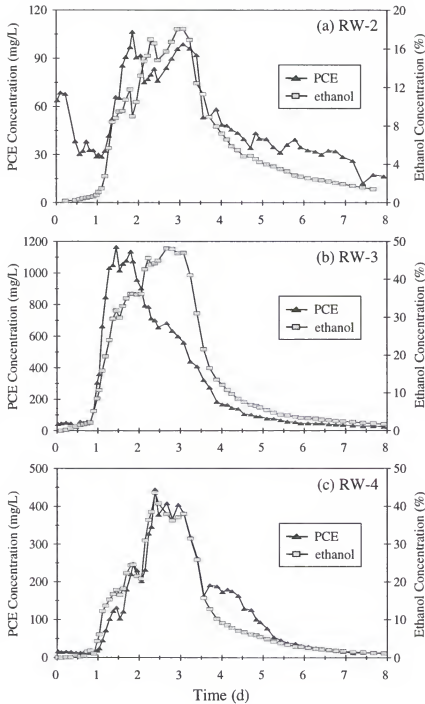 (a) RW-2
PCE Concentration (mg/L)
120
90
60
30
0
PCE
ethanol
20
16
12
8
4
0
Ethanol Concentration (%)
0 1 2 3 4 5 6 7 8
(b) RW-3
PCE Concentration (mg/L)
1200
1000
800
600
400
200
0
PCE
ethanol
50
40
30
20
10
0
Ethanol Concentration (%)
0 1 2 3 4 5 6 7 8
(c) RW-4
PCE Concentration (mg/L)
500
400
300
200
100
0
PCE
ethanol
50
40
30
20
10
0
Ethanol Concentration (%)
0 1 2 3 4 5 6 7 8
Time (d)